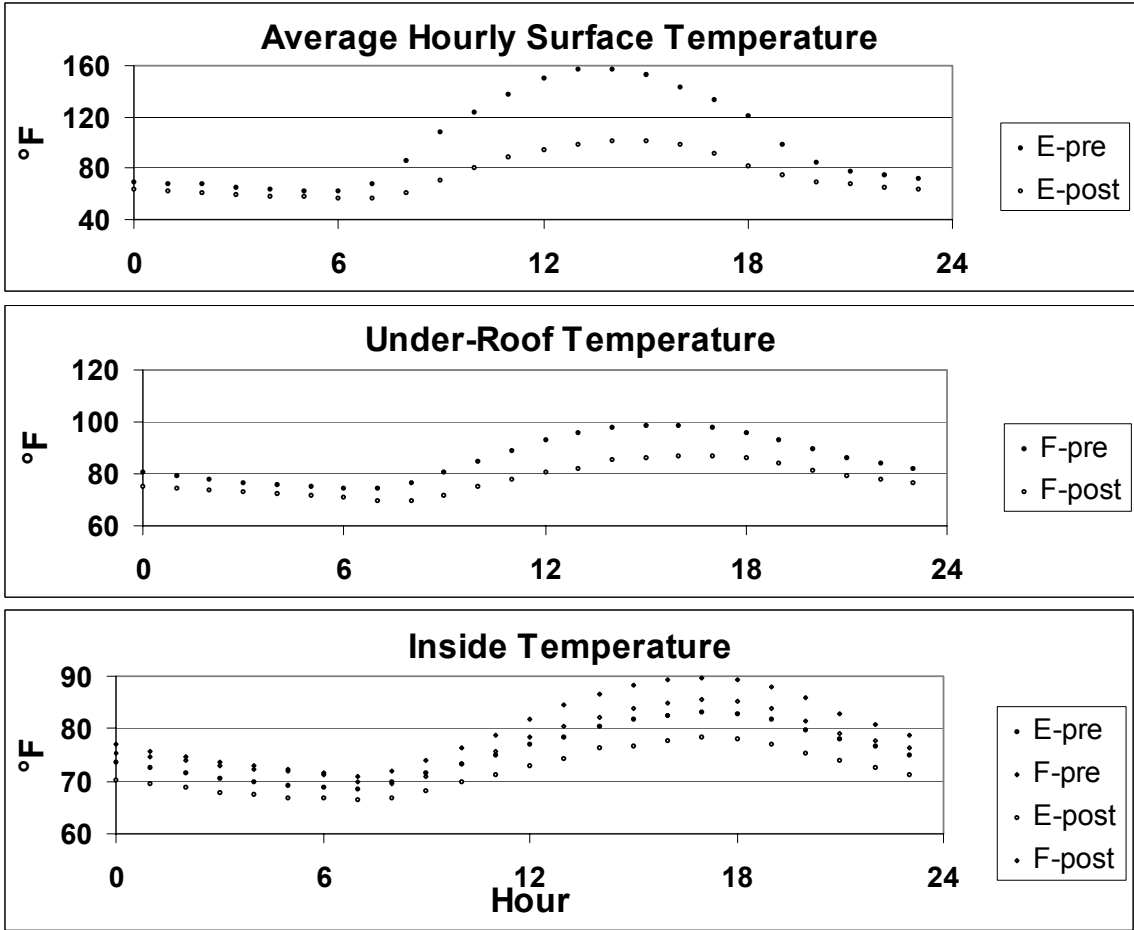 Average Hourly Surface Temperature
160
120
80
40
°F
0 6 12 18 24
E-pre
E-post
Under-Roof Temperature
120
100
80
60
°F
0 6 12 18 24
F-pre
F-post
Inside Temperature
90
80
70
60
°F
0 6 12 18 24
Hour
E-pre
F-pre
E-post
F-post